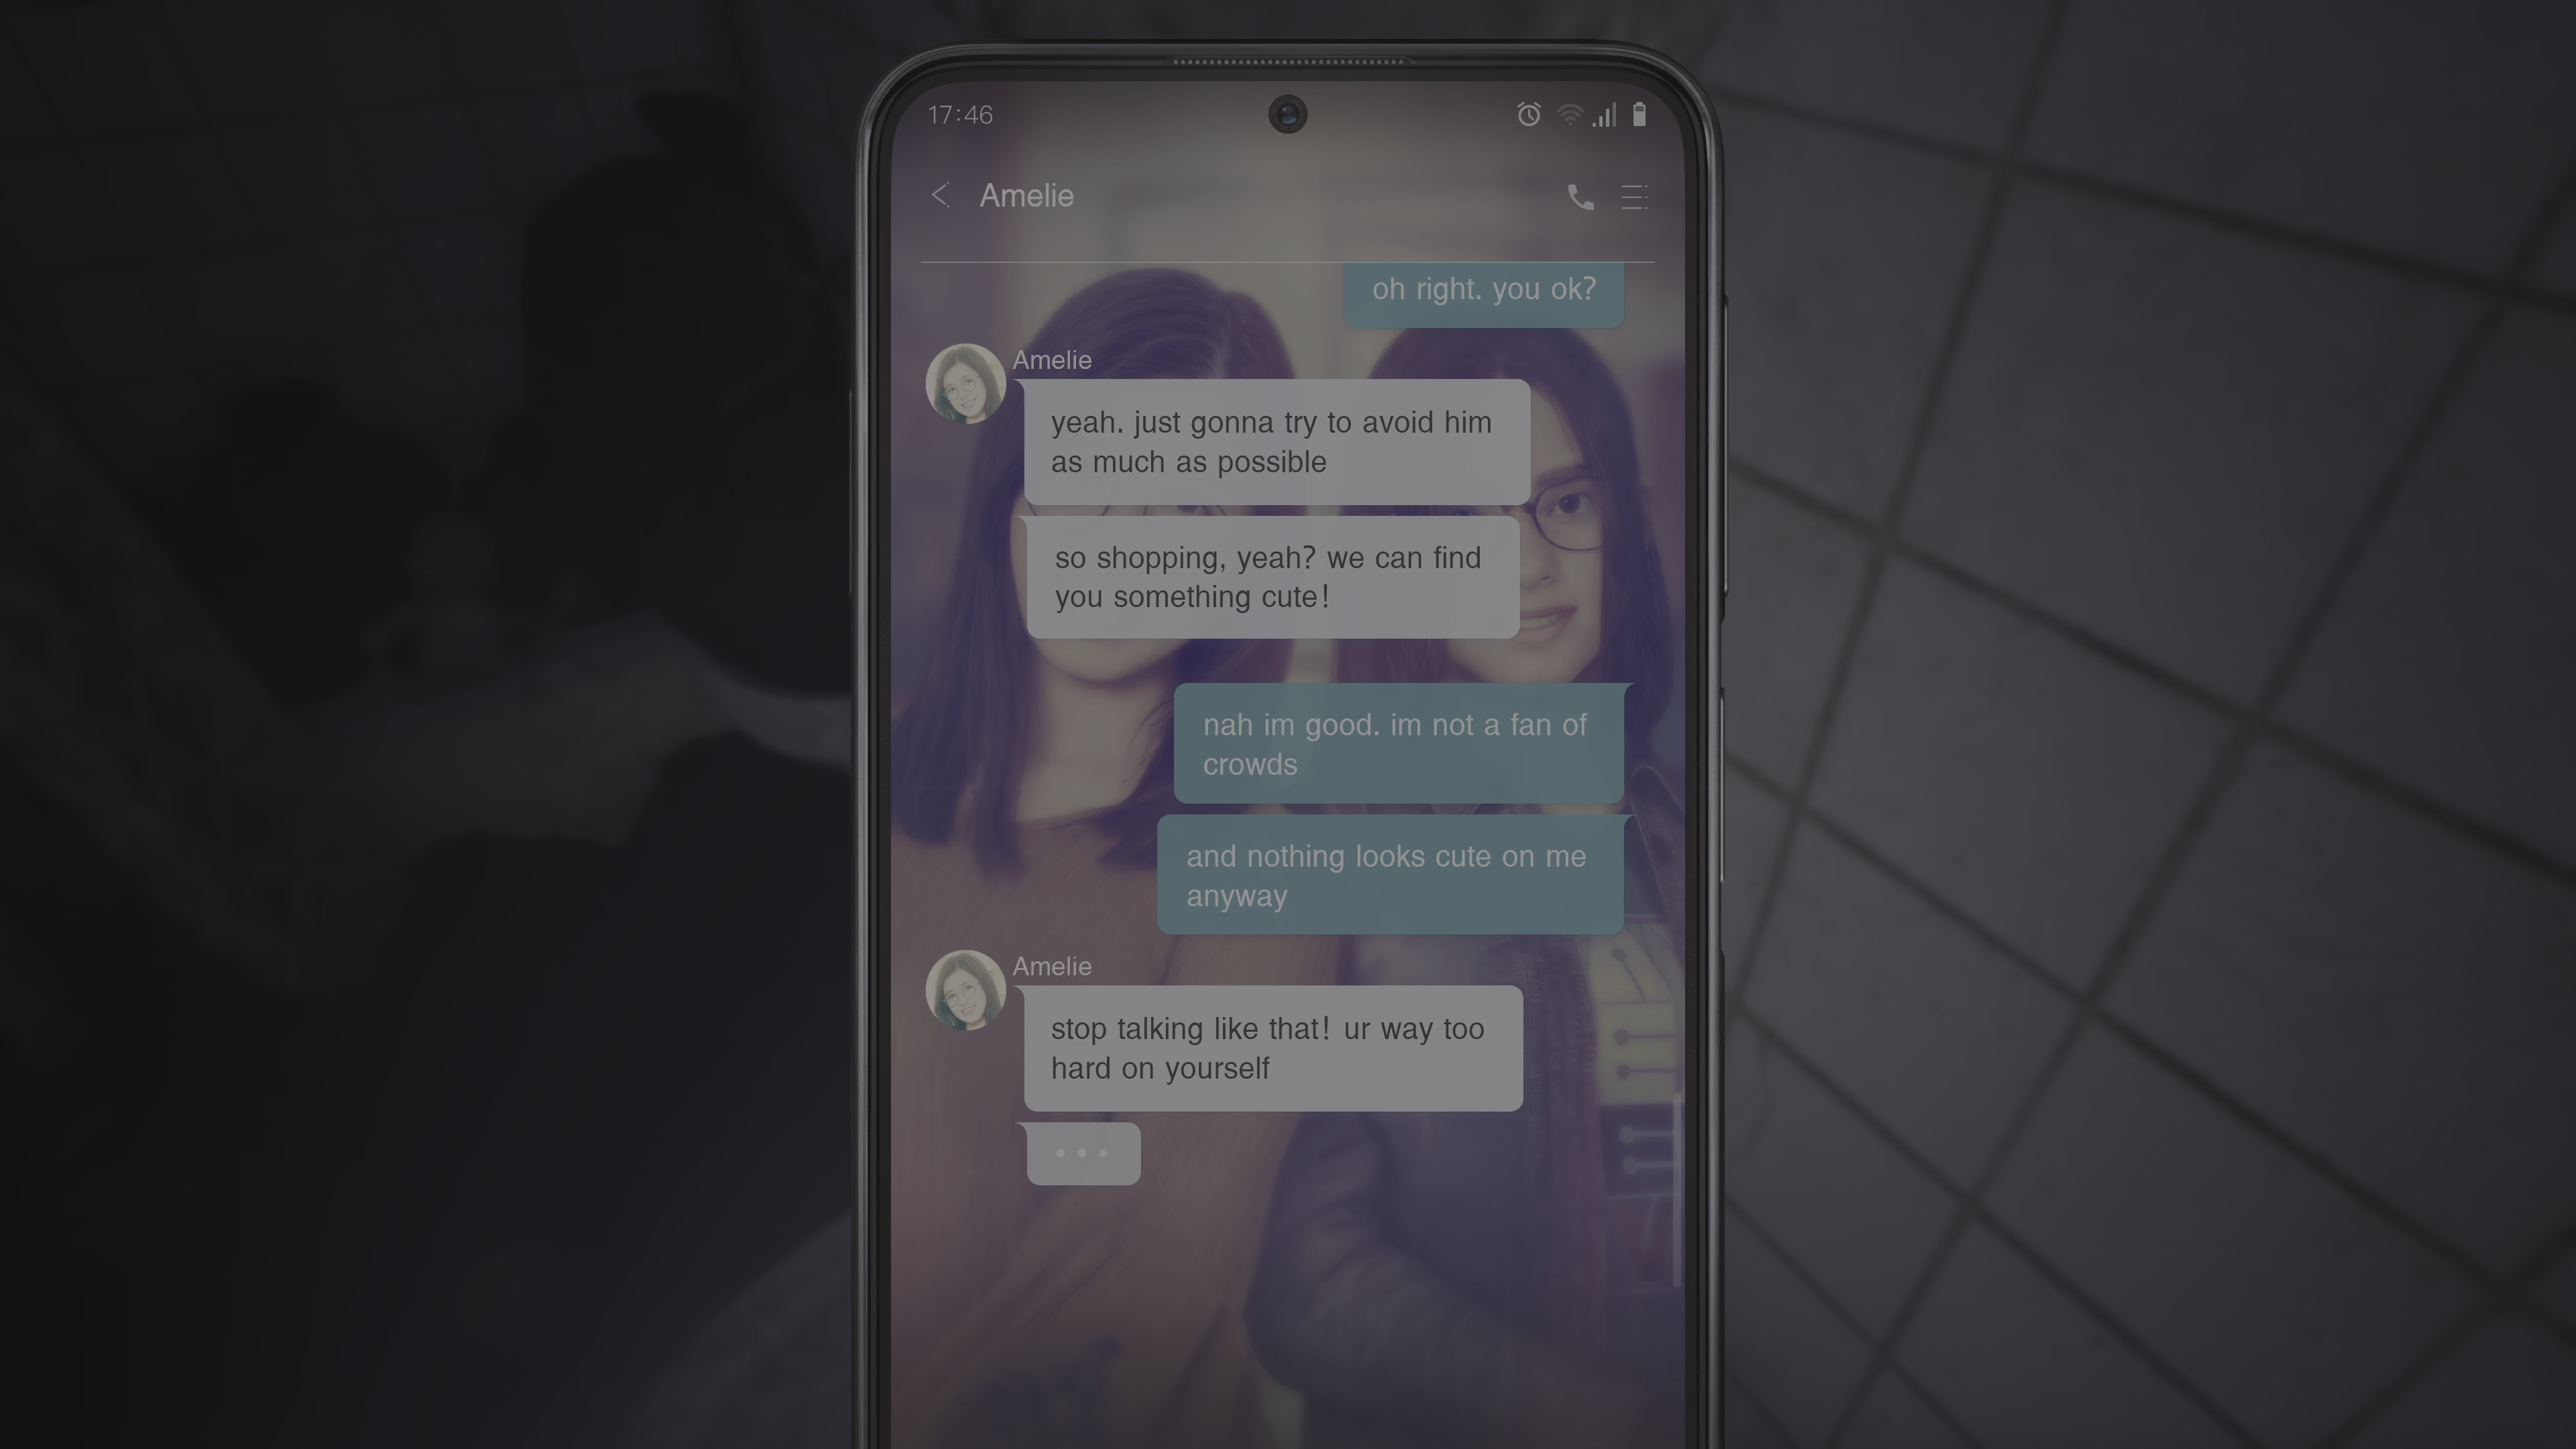 17:46
Amelie
oh right. you ok?
Amelie
yeah. just gonna try to avoid him
as much as possible
so shopping, yeah? we can find
you something cute!
nah im good. im not a fan of
crowds
and nothing looks cute on me
anyway
Amelie
stop talking like that! ur way too
hard on yourself